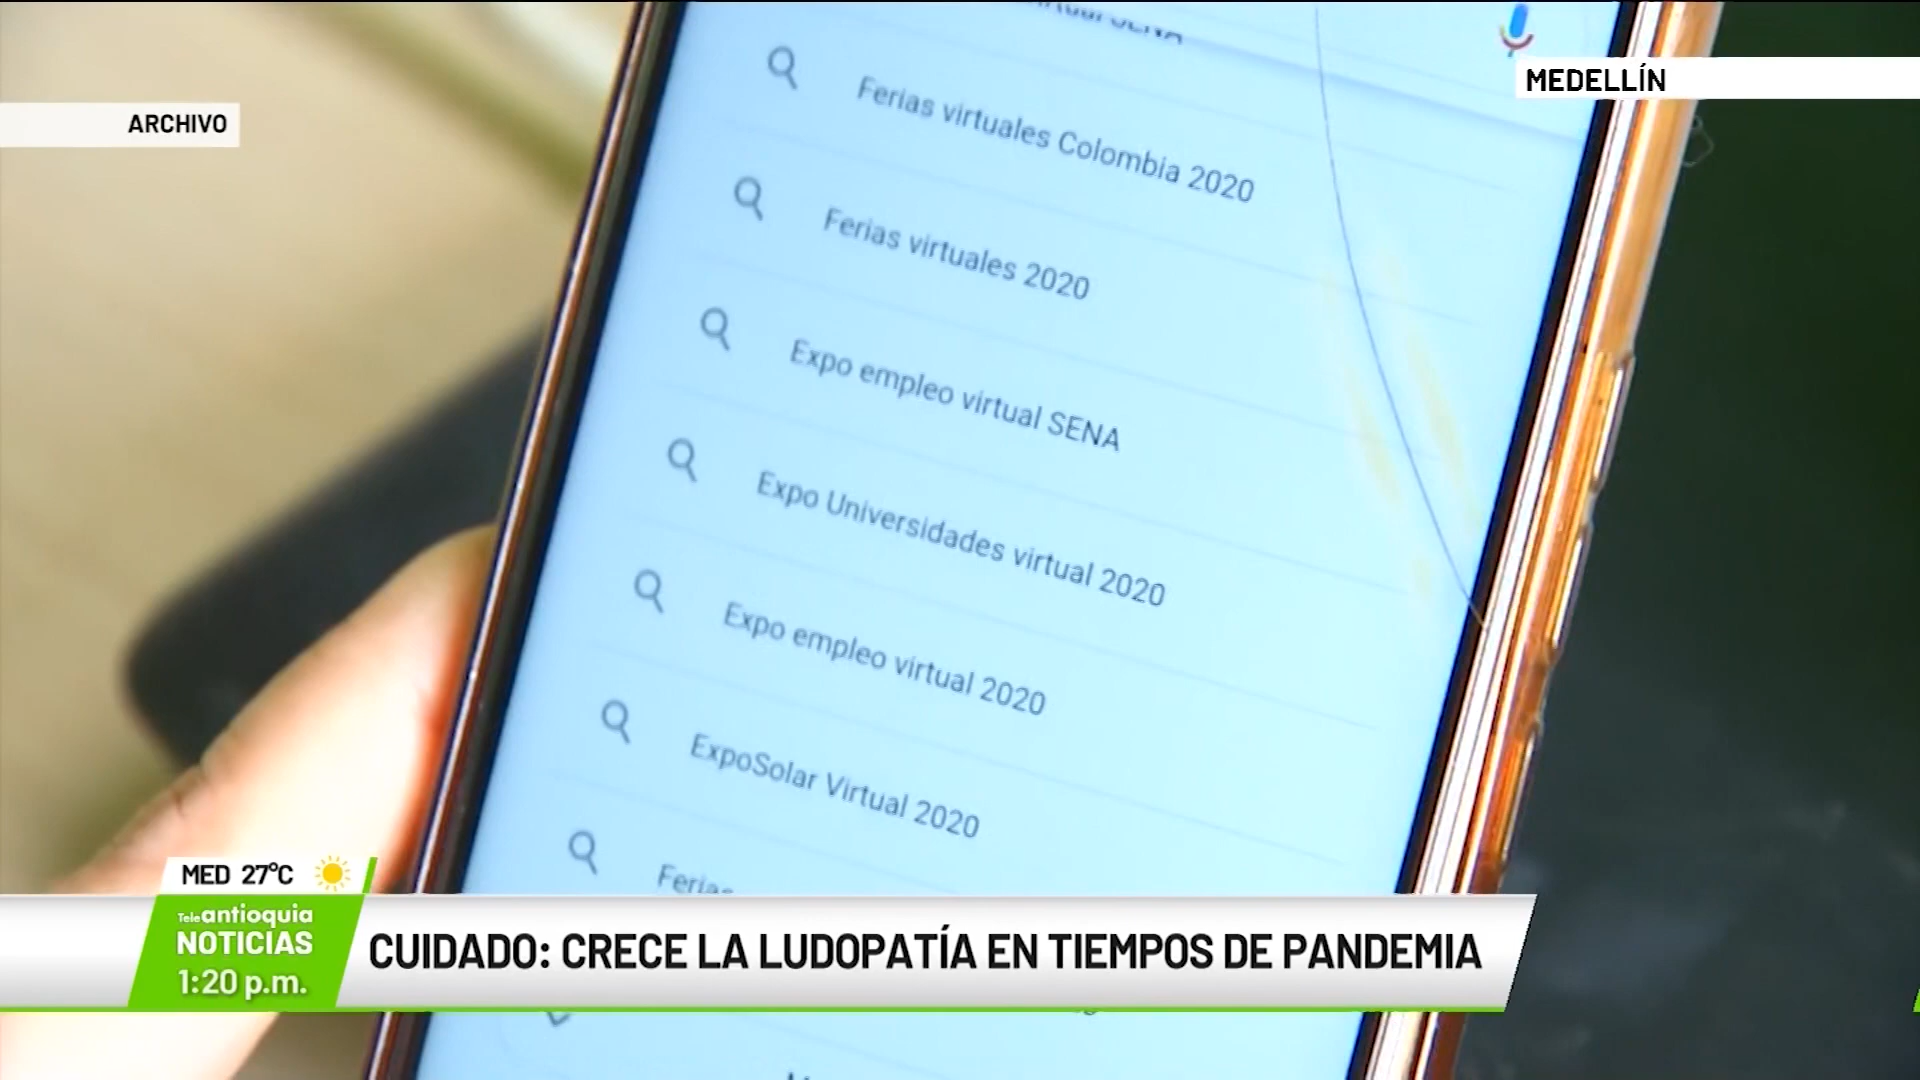 MEDELLÍN
ARCHIVO
Ferias virtuales Colombia 2020
Ferias virtuales 2020
Expo empleo virtual SENA
Expo Universidades virtual 2020
Expo empleo virtual 2020
ExpoSolar Virtual 2020
Ferias
MED 27°C
Teleantioquia
NOTICIAS
1:20 p.m.
CUIDADO: CRECE LA LUDOPATÍA EN TIEMPOS DE PANDEMIA